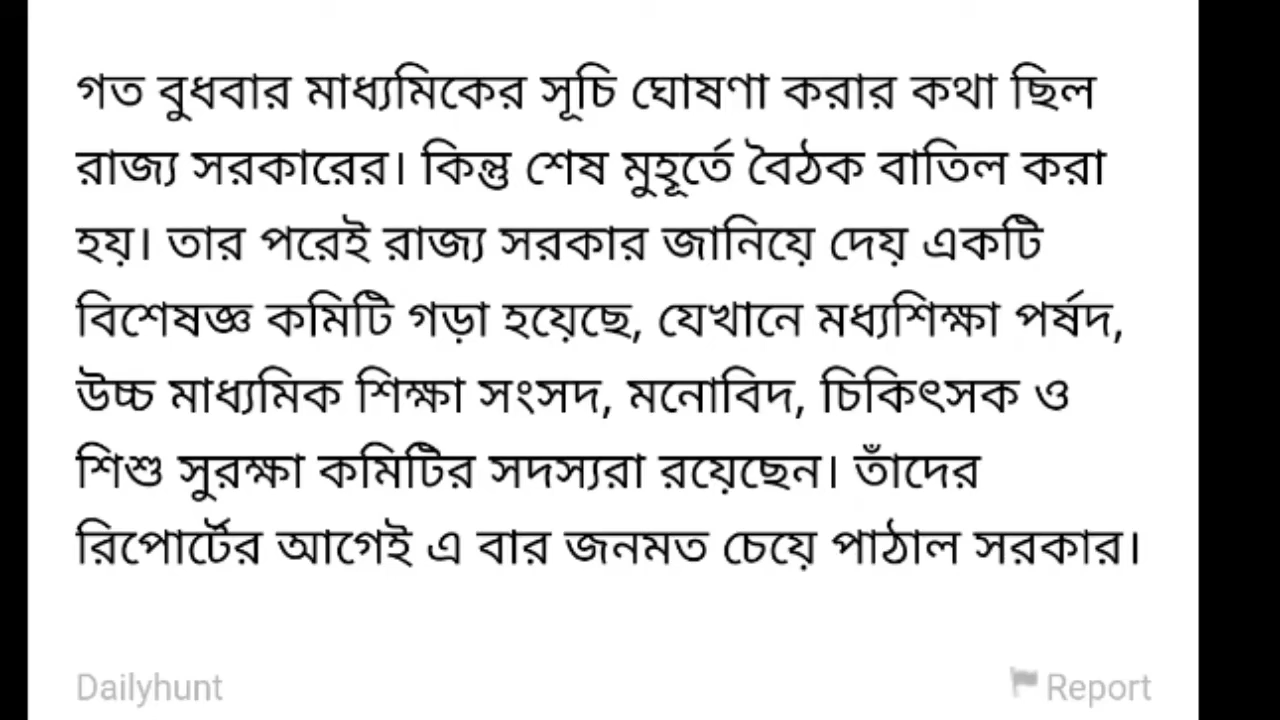 গত বুধবার মাধ্যমিকের সূচি ঘোষণা করার কথা ছিল
রাজ্য সরকারের। কিন্তু শেষ মুহূর্তে বৈঠক বাতিল করা
হয়। তার পরেই রাজ্য সরকার জানিয়ে দেয় একটি
বিশেষজ্ঞ কমিটি গড়া হয়েছে, যেখানে মধ্যশিক্ষা পর্ষদ,
উচ্চ মাধ্যমিক শিক্ষা সংসদ, মনোবিদ, চিকিৎসক ও
শিশু সুরক্ষা কমিটির সদস্যরা রয়েছেন। তাঁদের
রিপোর্টের আগেই এ বার জনমত চেয়ে পাঠাল সরকার।
Dailyhunt Report